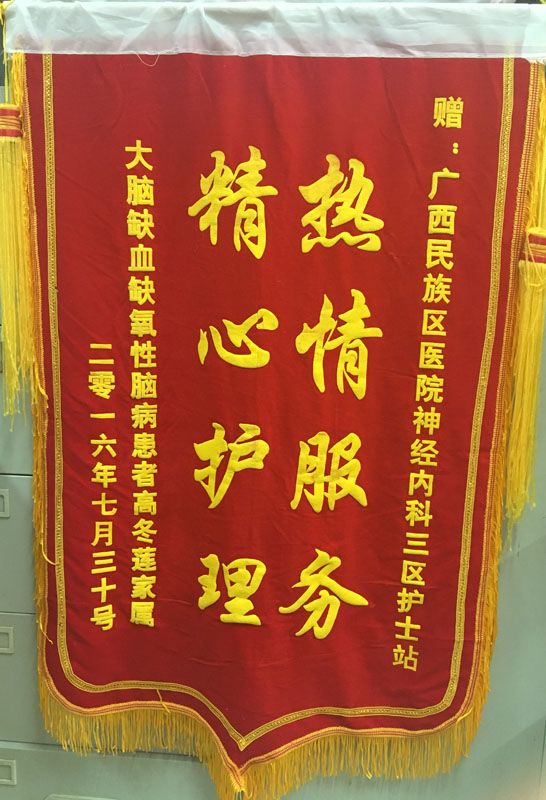 赠：广西民族区医院神经内科三区护士站
热情服务
精心护理
大脑缺血缺氧性脑病患者高冬莲家属
二零一六年七月三十号